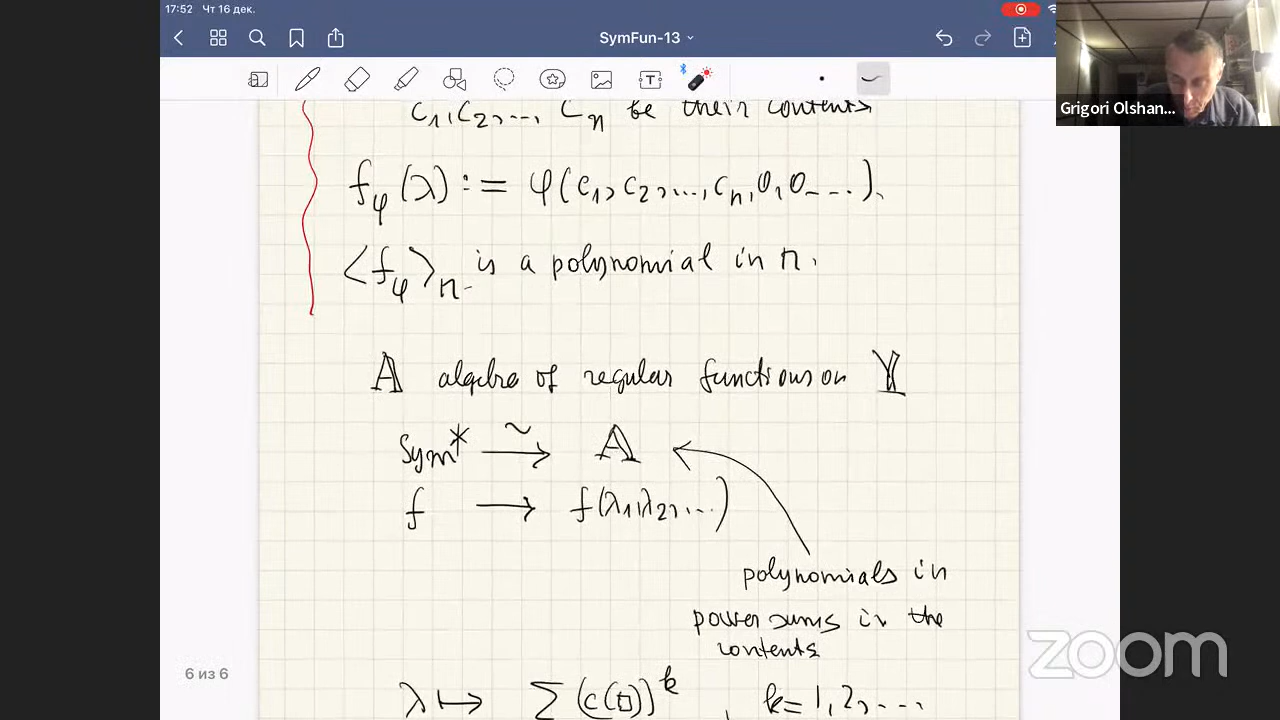 17:52 Чт 16 дек.
SymFun-13
Grigori Olshan...
c₁, c₂, ..., cₙ be their contents
f_φ(λ) := φ(c₁, c₂, ..., cₙ, 0, 0, ...).
⟨f_φ⟩ₙ is a polynomial in n.
𝔸 algebra of regular functions on 𝕐
Sym* ⥲ 𝔸
f → f(λ₁, λ₂, ...)
polynomials in
power sums in the
contents
6 из 6
λ ↦ Σ (c(□))ᵏ , k = 1, 2, ...
zoom